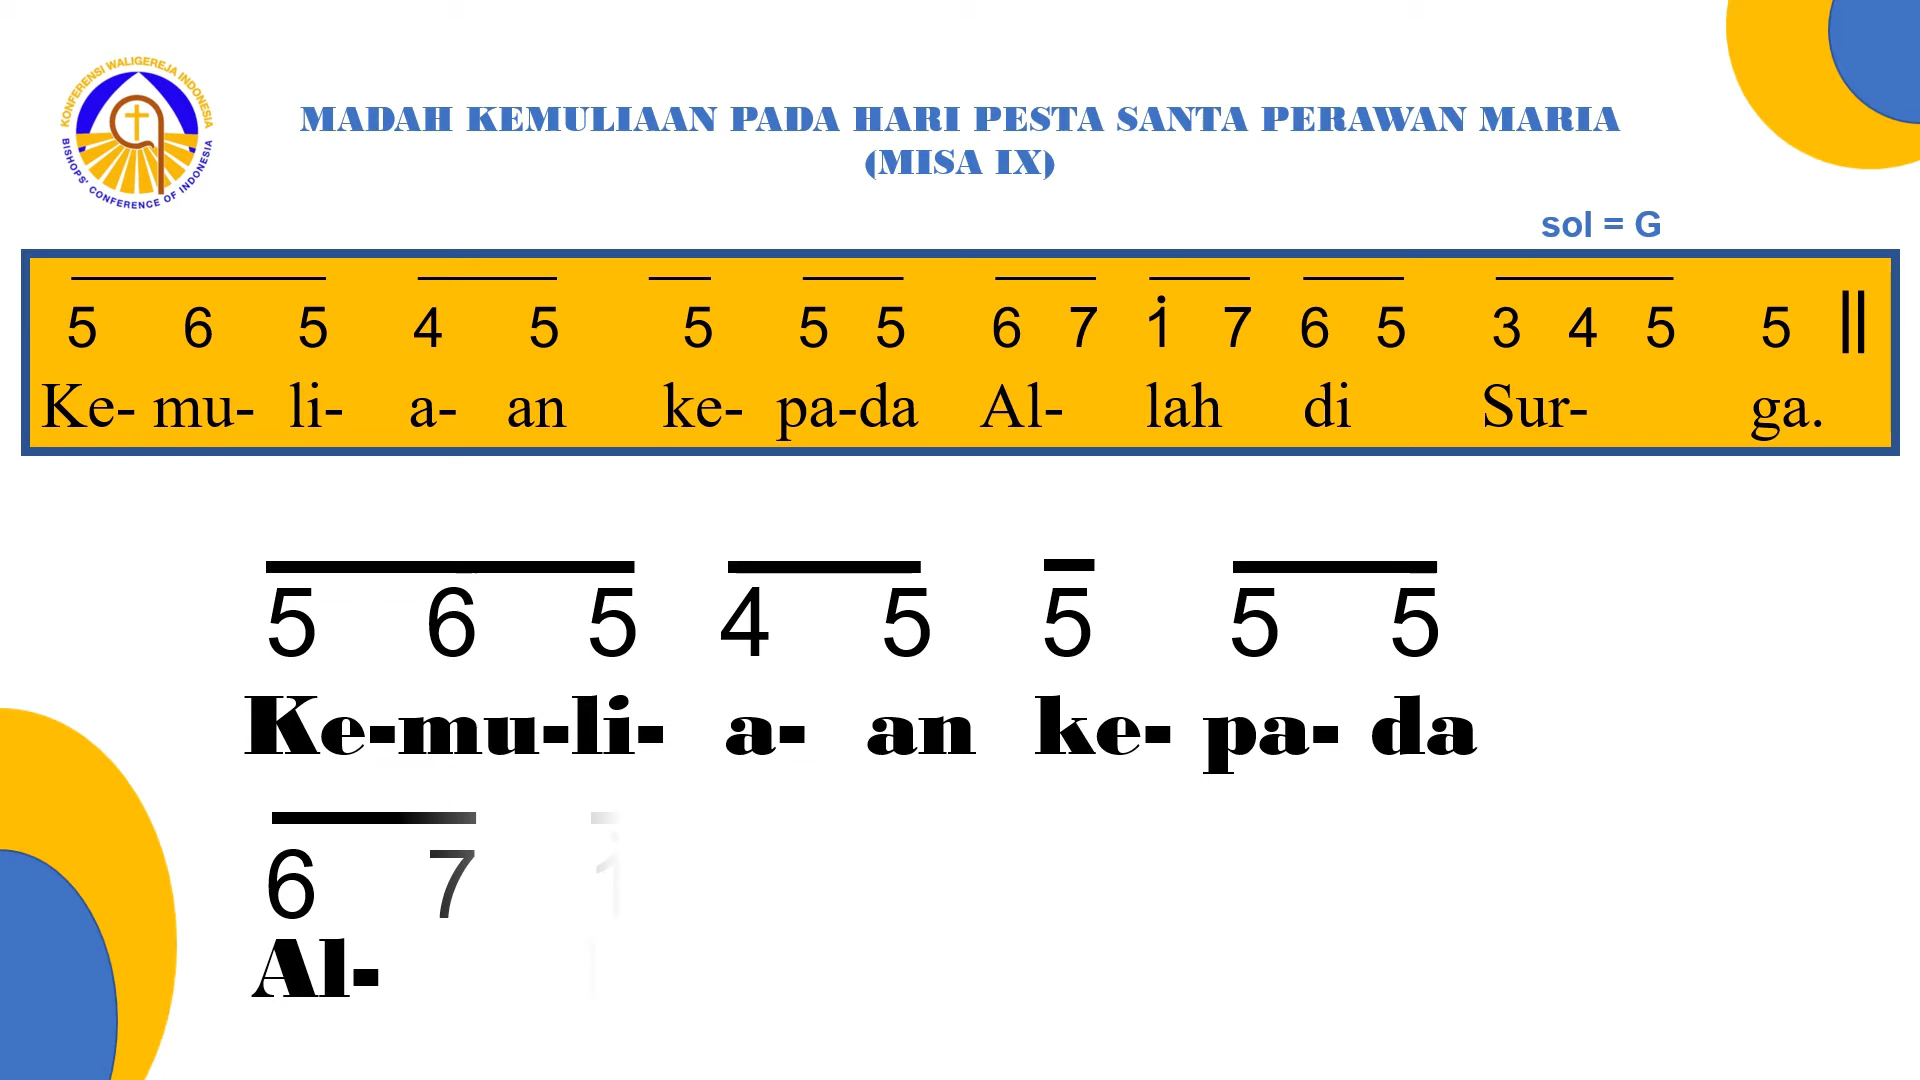 KONFERENSI WALIGEREJA INDONESIA
BISHOPS' CONFERENCE OF INDONESIA
MADAH KEMULIAAN PADA HARI PESTA SANTA PERAWAN MARIA
(MISA IX)
sol = G
5 6 5 4 5 5 5 5 6 7 1̇ 7 6 5 3 4 5 5 ||
Ke- mu- li- a- an ke- pa-da Al- lah di Sur- ga.
5 6 5 4 5 5 5 5
Ke-mu-li- a- an ke- pa- da
6 7 1̇
Al-